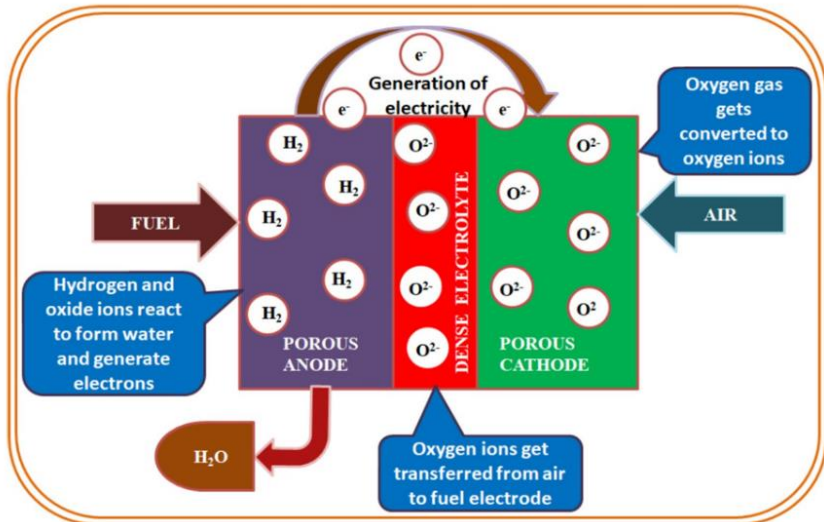 e⁻
Generation of
electricity
e⁻
e⁻
Oxygen gas
gets
converted to
oxygen ions
H₂
H₂
H₂
H₂
H₂
O²⁻
O²⁻
O²⁻
O²⁻
O²⁻
O²⁻
O²⁻
O²⁻
O²
FUEL
AIR
Hydrogen and
oxide ions react
to form water
and generate
electrons
POROUS
ANODE
DENSE ELECTROLYTE
POROUS
CATHODE
H₂O
Oxygen ions get
transferred from air
to fuel electrode